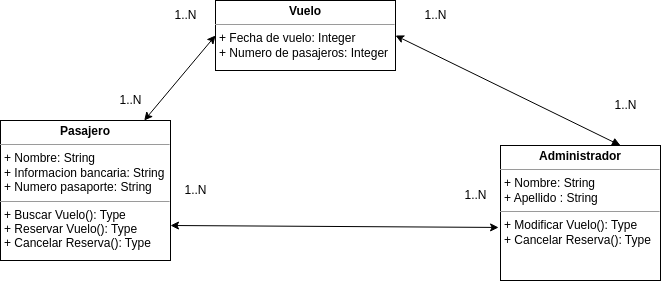 Vuelo
1..N
1..N
+ Fecha de vuelo: Integer
+ Numero de pasajeros: Integer
1..N
1..N
Pasajero
+ Nombre: String
+ Informacion bancaria: String
+ Numero pasaporte: String
+ Buscar Vuelo(): Type
+ Reservar Vuelo(): Type
+ Cancelar Reserva(): Type
1..N
1..N
Administrador
+ Nombre: String
+ Apellido : String
+ Modificar Vuelo(): Type
+ Cancelar Reserva(): Type